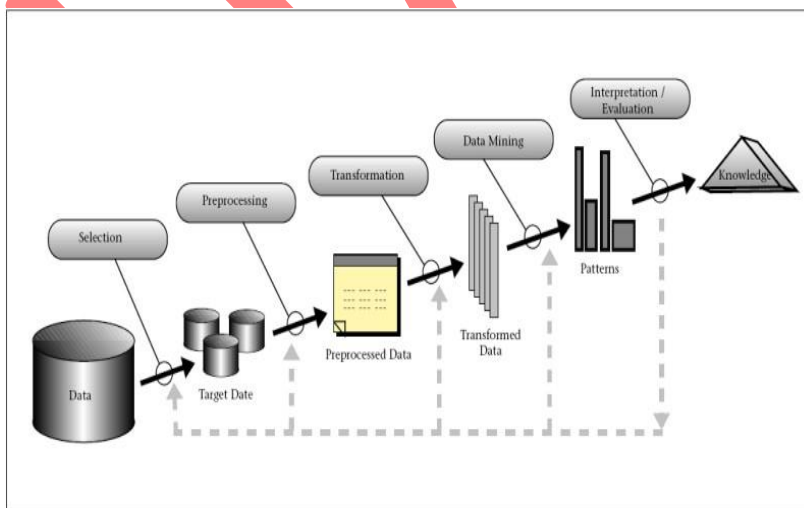 Interpretation /
Evaluation
Data Mining
Knowledge
Transformation
Preprocessing
Selection
Patterns
Transformed
Data
Preprocessed Data
Target Date
Data